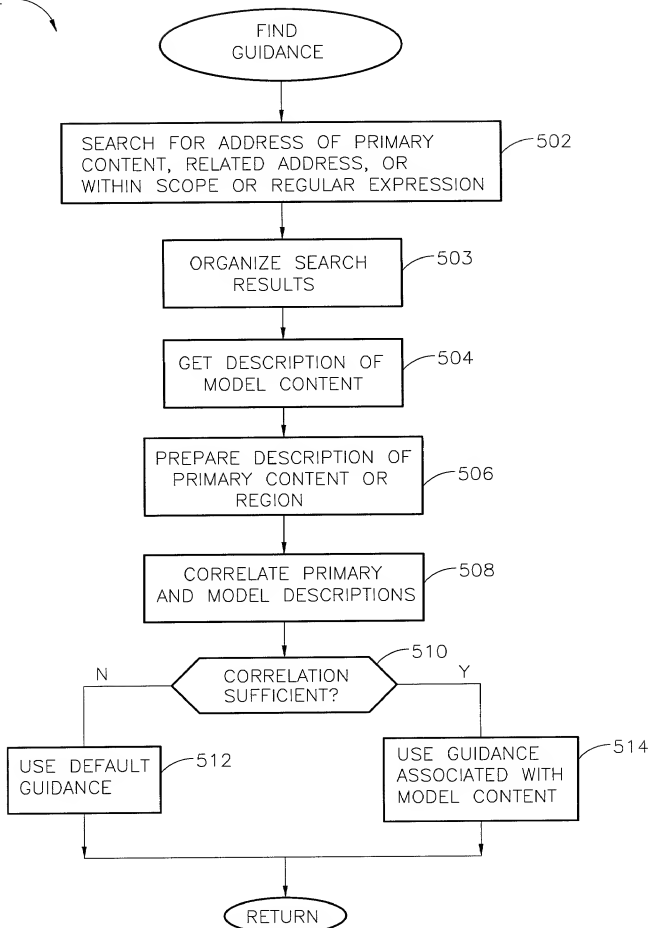 FIND
GUIDANCE
SEARCH FOR ADDRESS OF PRIMARY
CONTENT, RELATED ADDRESS, OR
WITHIN SCOPE OR REGULAR EXPRESSION
502
ORGANIZE SEARCH
RESULTS
503
GET DESCRIPTION OF
MODEL CONTENT
504
PREPARE DESCRIPTION OF
PRIMARY CONTENT OR
REGION
506
CORRELATE PRIMARY
AND MODEL DESCRIPTIONS
508
CORRELATION
SUFFICIENT?
510
N
Y
USE DEFAULT
GUIDANCE
512
USE GUIDANCE
ASSOCIATED WITH
MODEL CONTENT
514
RETURN